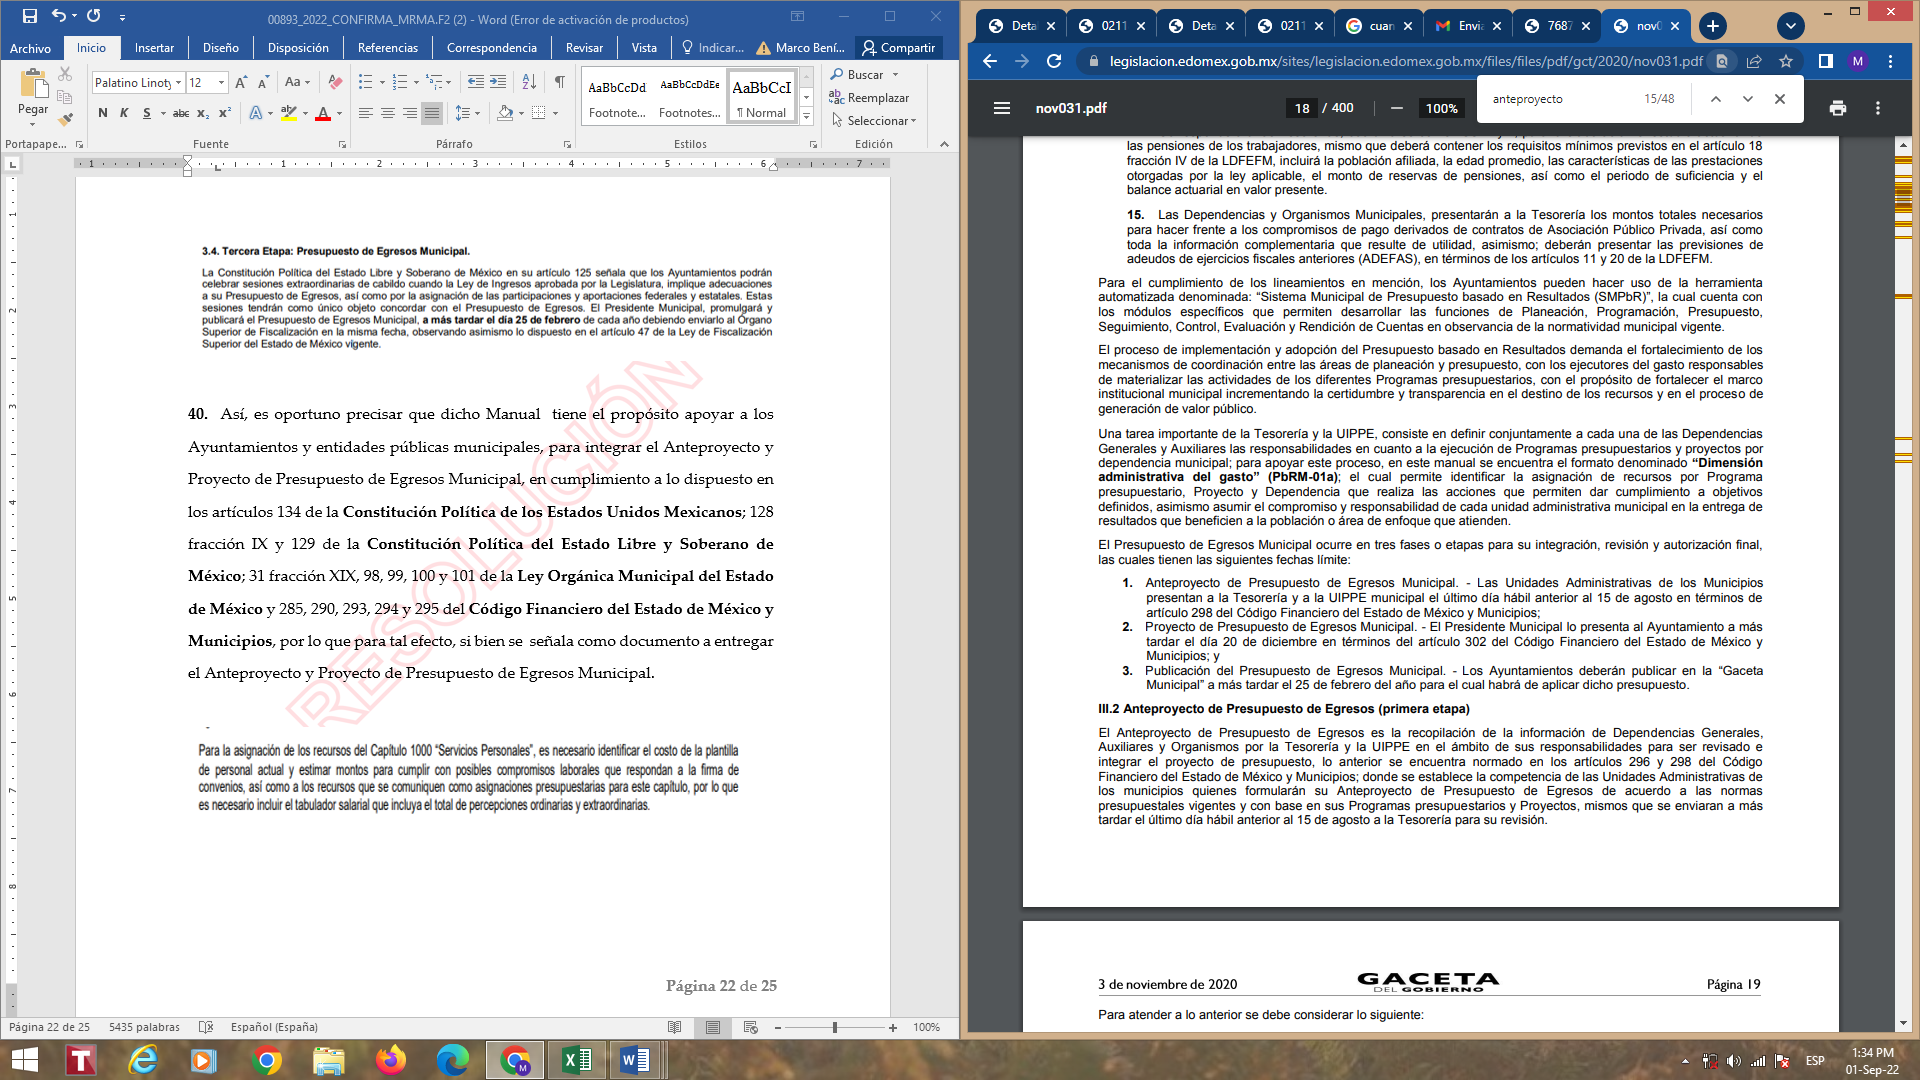 00893_2022_CONFIRMA_MRMA.F2 (2) - Word (Error de activación de productos)
Archivo Inicio Insertar Diseño Disposición Referencias Correspondencia Revisar Vista Indicar... Marco Bení... Compartir
Pegar
Palatino Linoty 12
N K S abc x₂ x²
AaBbCcDd AaBbCcDdEe AaBbCcI
Footnote... Footnotes... ¶ Normal
Buscar
Reemplazar
Seleccionar
Portapape... Fuente Párrafo Estilos Edición
3.4. Tercera Etapa: Presupuesto de Egresos Municipal.
La Constitución Política del Estado Libre y Soberano de México en su artículo 125 señala que los Ayuntamientos podrán
celebrar sesiones extraordinarias de cabildo cuando la Ley de Ingresos aprobada por la Legislatura, implique adecuaciones
a su Presupuesto de Egresos, así como por la asignación de las participaciones y aportaciones federales y estatales. Estas
sesiones tendrán como único objeto concordar con el Presupuesto de Egresos. El Presidente Municipal, promulgará y
publicará el Presupuesto de Egresos Municipal, a más tardar el día 25 de febrero de cada año debiendo enviarlo al Órgano
Superior de Fiscalización en la misma fecha, observando asimismo lo dispuesto en el artículo 47 de la Ley de Fiscalización
Superior del Estado de México vigente.
RESOLUCIÓN
40. Así, es oportuno precisar que dicho Manual tiene el propósito apoyar a los
Ayuntamientos y entidades públicas municipales, para integrar el Anteproyecto y
Proyecto de Presupuesto de Egresos Municipal, en cumplimiento a lo dispuesto en
los artículos 134 de la Constitución Política de los Estados Unidos Mexicanos; 128
fracción IX y 129 de la Constitución Política del Estado Libre y Soberano de
México; 31 fracción XIX, 98, 99, 100 y 101 de la Ley Orgánica Municipal del Estado
de México y 285, 290, 293, 294 y 295 del Código Financiero del Estado de México y
Municipios, por lo que para tal efecto, si bien se señala como documento a entregar
el Anteproyecto y Proyecto de Presupuesto de Egresos Municipal.
Para la asignación de los recursos del Capítulo 1000 “Servicios Personales”, es necesario identificar el costo de la plantilla
de personal actual y estimar montos para cumplir con posibles compromisos laborales que respondan a la firma de
convenios, así como a los recursos que se comuniquen como asignaciones presupuestarias para este capítulo, por lo que
es necesario incluir el tabulador salarial que incluya el total de percepciones ordinarias y extraordinarias.
Página 22 de 25
Página 22 de 25 5435 palabras Español (España) 100%
Deta 0211 Deta 0211 cuan Envia 7687 nov0
legislacion.edomex.gob.mx/sites/legislacion.edomex.gob.mx/files/files/pdf/gct/2020/nov031.pdf M
anteproyecto 15/48
nov031.pdf 18 / 400 100%
las pensiones de los trabajadores, mismo que deberá contener los requisitos mínimos previstos en el artículo 18
fracción IV de la LDFEFM, incluirá la población afiliada, la edad promedio, las características de las prestaciones
otorgadas por la ley aplicable, el monto de reservas de pensiones, así como el periodo de suficiencia y el
balance actuarial en valor presente.
15. Las Dependencias y Organismos Municipales, presentarán a la Tesorería los montos totales necesarios
para hacer frente a los compromisos de pago derivados de contratos de Asociación Público Privada, así como
toda la información complementaria que resulte de utilidad, asimismo; deberán presentar las previsiones de
adeudos de ejercicios fiscales anteriores (ADEFAS), en términos de los artículos 11 y 20 de la LDFEFM.
Para el cumplimiento de los lineamientos en mención, los Ayuntamientos pueden hacer uso de la herramienta
automatizada denominada: “Sistema Municipal de Presupuesto basado en Resultados (SMPbR)”, la cual cuenta con
los módulos específicos que permiten desarrollar las funciones de Planeación, Programación, Presupuesto,
Seguimiento, Control, Evaluación y Rendición de Cuentas en observancia de la normatividad municipal vigente.
El proceso de implementación y adopción del Presupuesto basado en Resultados demanda el fortalecimiento de los
mecanismos de coordinación entre las áreas de planeación y presupuesto, con los ejecutores del gasto responsables
de materializar las actividades de los diferentes Programas presupuestarios, con el propósito de fortalecer el marco
institucional municipal incrementando la certidumbre y transparencia en el destino de los recursos y en el proceso de
generación de valor público.
Una tarea importante de la Tesorería y la UIPPE, consiste en definir conjuntamente a cada una de las Dependencias
Generales y Auxiliares las responsabilidades en cuanto a la ejecución de Programas presupuestarios y proyectos por
dependencia municipal; para apoyar este proceso, en este manual se encuentra el formato denominado “Dimensión
administrativa del gasto” (PbRM-01a); el cual permite identificar la asignación de recursos por Programa
presupuestario, Proyecto y Dependencia que realiza las acciones que permiten dar cumplimiento a objetivos
definidos, asimismo asumir el compromiso y responsabilidad de cada unidad administrativa municipal en la entrega de
resultados que beneficien a la población o área de enfoque que atienden.
El Presupuesto de Egresos Municipal ocurre en tres fases o etapas para su integración, revisión y autorización final,
las cuales tienen las siguientes fechas límite:
1. Anteproyecto de Presupuesto de Egresos Municipal. - Las Unidades Administrativas de los Municipios
presentan a la Tesorería y a la UIPPE municipal el último día hábil anterior al 15 de agosto en términos de
artículo 298 del Código Financiero del Estado de México y Municipios;
2. Proyecto de Presupuesto de Egresos Municipal. - El Presidente Municipal lo presenta al Ayuntamiento a más
tardar el día 20 de diciembre en términos del artículo 302 del Código Financiero del Estado de México y
Municipios; y
3. Publicación del Presupuesto de Egresos Municipal. - Los Ayuntamientos deberán publicar en la “Gaceta
Municipal” a más tardar el 25 de febrero del año para el cual habrá de aplicar dicho presupuesto.
III.2 Anteproyecto de Presupuesto de Egresos (primera etapa)
El Anteproyecto de Presupuesto de Egresos es la recopilación de la información de Dependencias Generales,
Auxiliares y Organismos por la Tesorería y la UIPPE en el ámbito de sus responsabilidades para ser revisado e
integrar el proyecto de presupuesto, lo anterior se encuentra normado en los artículos 296 y 298 del Código
Financiero del Estado de México y Municipios; donde se establece la competencia de las Unidades Administrativas de
los municipios quienes formularán su Anteproyecto de Presupuesto de Egresos de acuerdo a las normas
presupuestales vigentes y con base en sus Programas presupuestarios y Proyectos, mismos que se enviaran a más
tardar el último día hábil anterior al 15 de agosto a la Tesorería para su revisión.
3 de noviembre de 2020 GACETA DEL GOBIERNO Página 19
Para atender a lo anterior se debe considerar lo siguiente:
ESP 1:34 PM
01-Sep-22